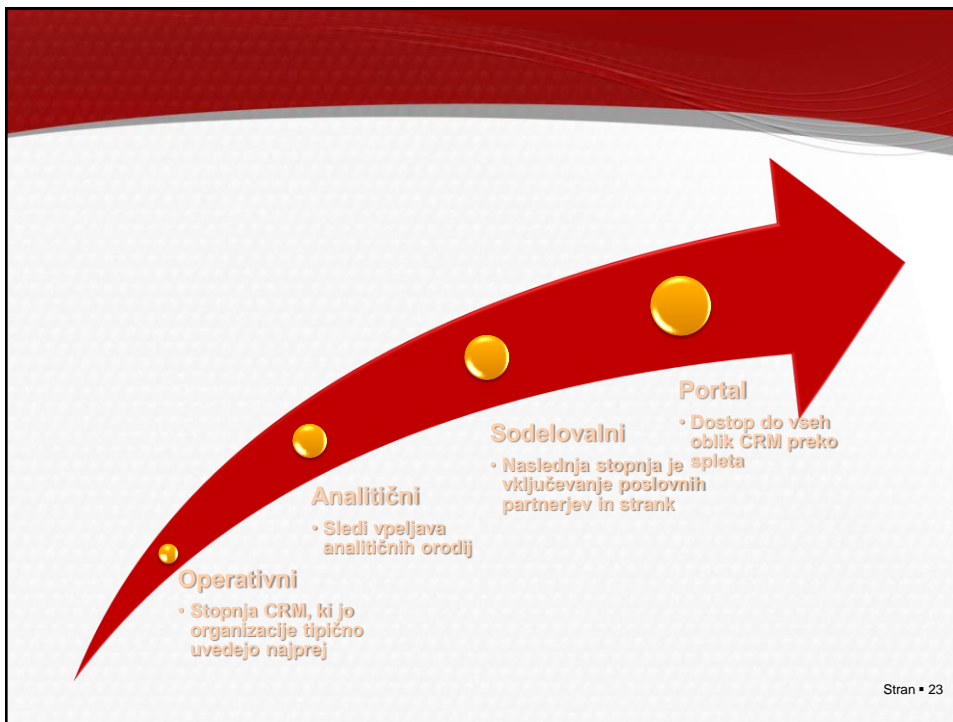 Portal
• Dostop do vseh
oblik CRM preko
spleta
Sodelovalni
• Naslednja stopnja je
vključevanje poslovnih
partnerjev in strank
Analitični
• Sledi vpeljava
analitičnih orodij
Operativni
• Stopnja CRM, ki jo
organizacije tipično
uvedejo najprej
Stran ▪ 23